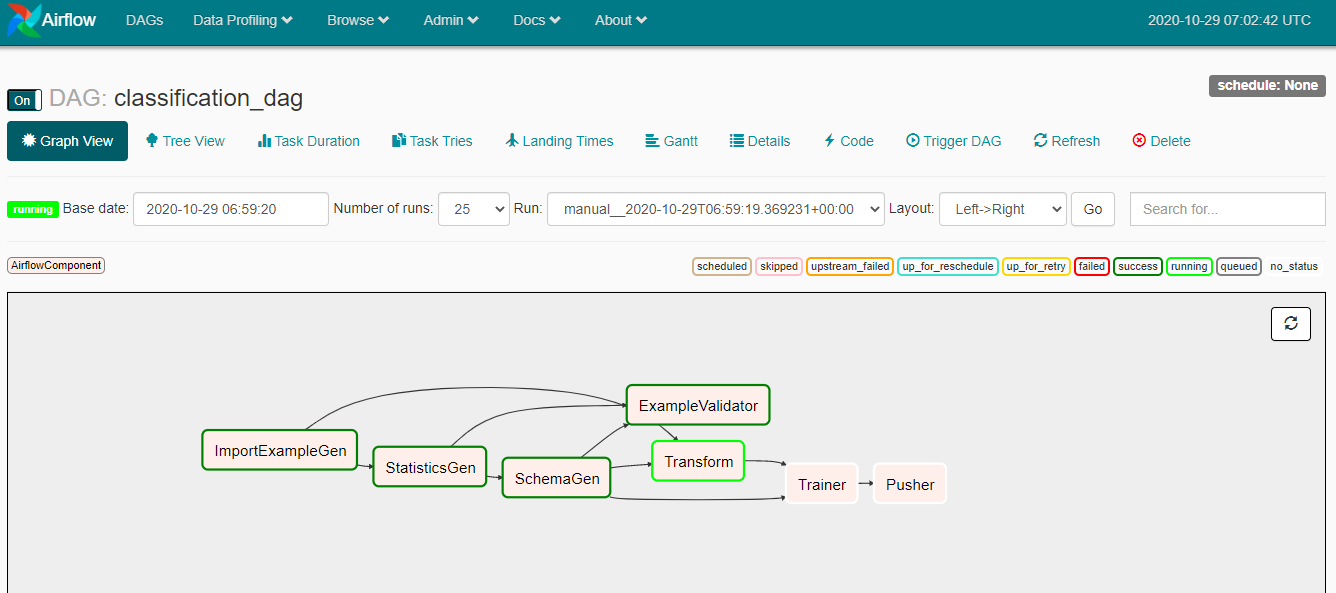 Airflow DAGs Data Profiling Browse Admin Docs About 2020-10-29 07:02:42 UTC
schedule: None
On DAG: classification_dag
Graph View Tree View Task Duration Task Tries Landing Times Gantt Details Code Trigger DAG Refresh Delete
running Base date: 2020-10-29 06:59:20 Number of runs: 25 Run: manual__2020-10-29T06:59:19.369231+00:00 Layout: Left->Right Go Search for...
AirflowComponent scheduled skipped upstream_failed up_for_reschedule up_for_retry failed success running queued no_status
ExampleValidator
ImportExampleGen
Transform
StatisticsGen
SchemaGen
Trainer Pusher